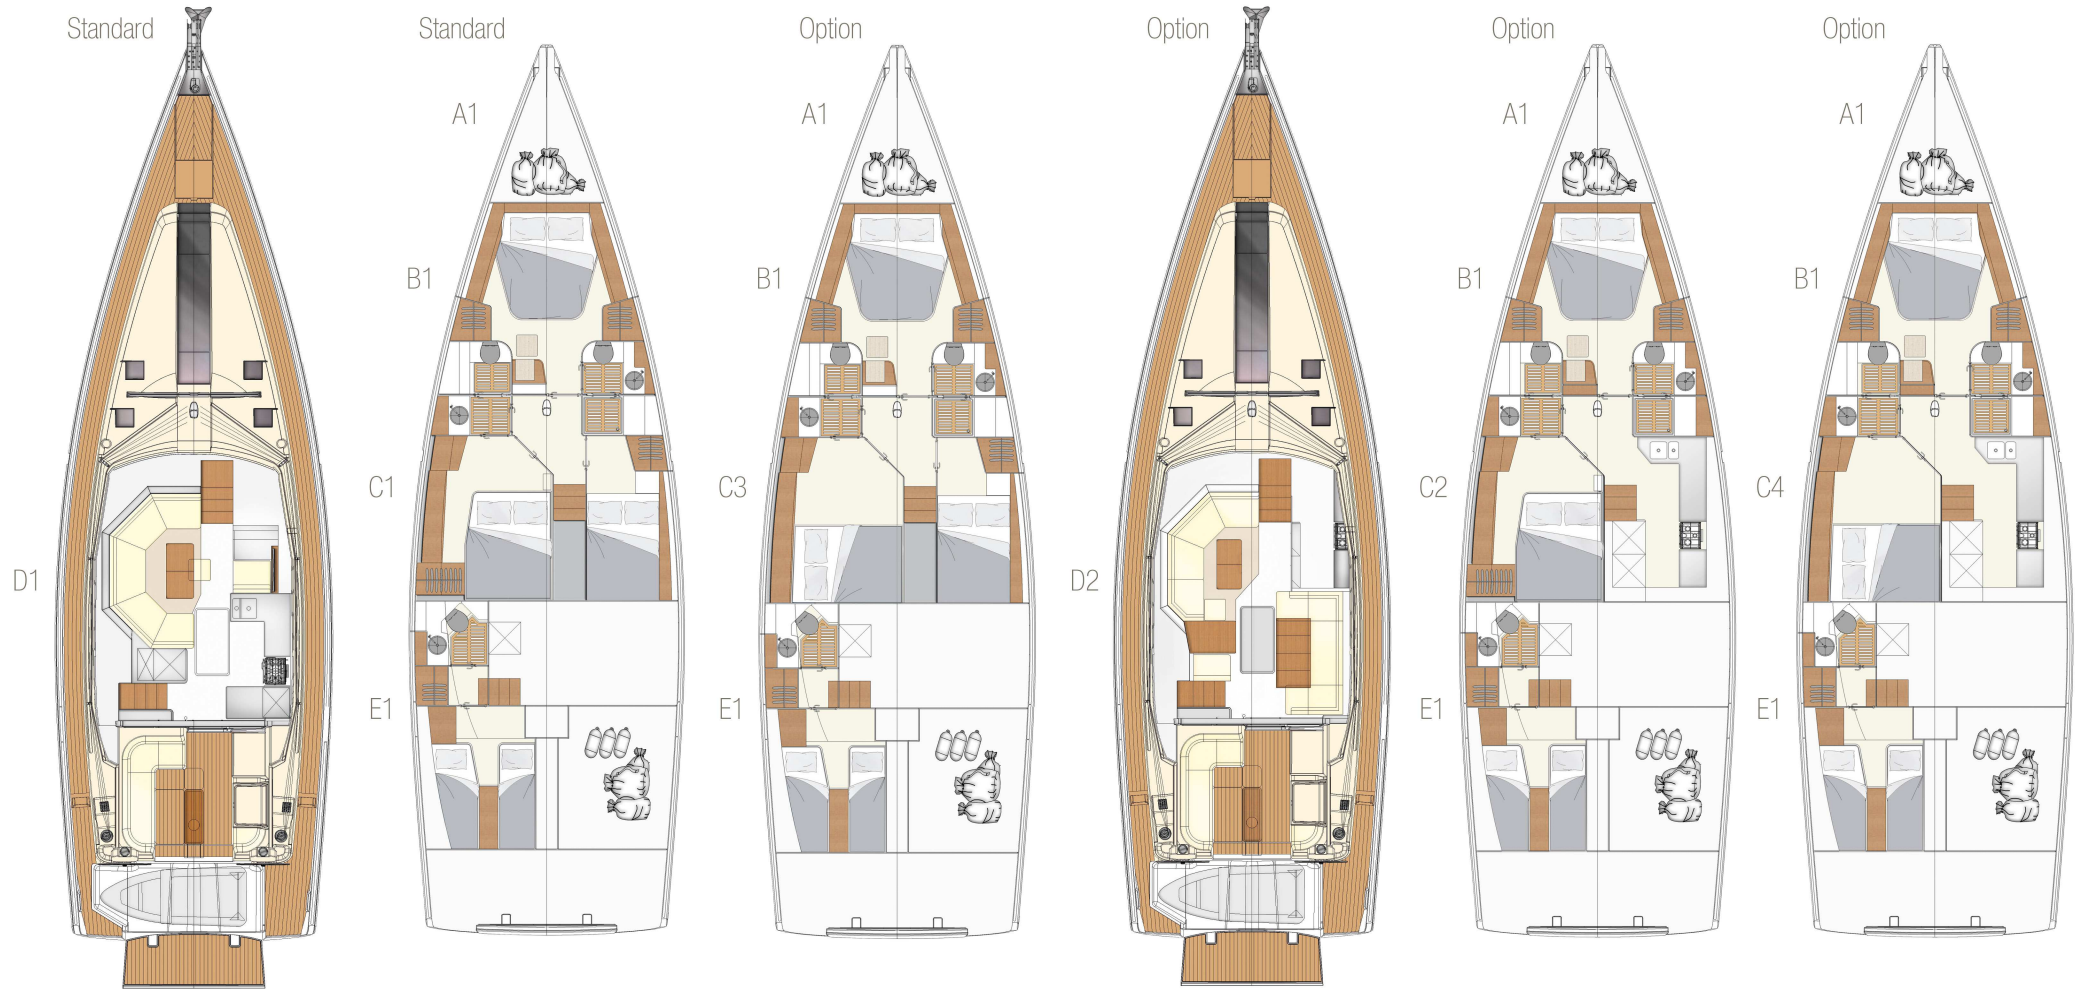 Standard
Standard
Option
Option
Option
Option
A1
A1
A1
A1
B1
B1
B1
B1
C1
C3
C2
C4
D1
D2
E1
E1
E1
E1